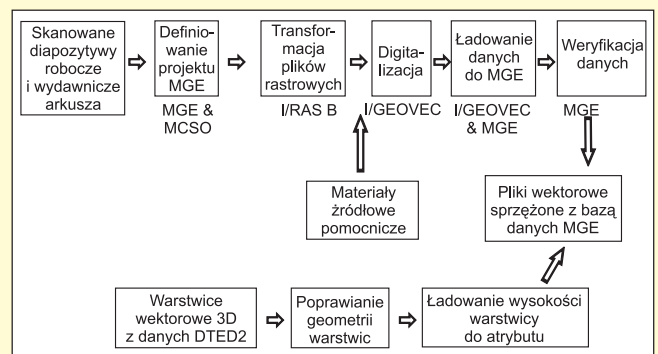 Skanowane
diapozytywy
robocze
i wydawnicze
arkusza
Definio-
wanie
projektu
MGE
MGE &
MCSO
Transfor-
macja
plików
rastrowych
I/RAS B
Digita-
lizacja
I/GEOVEC
Ładowanie
danych
do MGE
I/GEOVEC
& MGE
Weryfikacja
danych
MGE
Materiały
żródłowe
pomocnicze
Pliki wektorowe
sprzężone z bazą
danych MGE
Warstwice
wektorowe 3D
z danych DTED2
Poprawianie
geometrii
warstwic
Ładowanie wysokości
warstwicy
do atrybutu